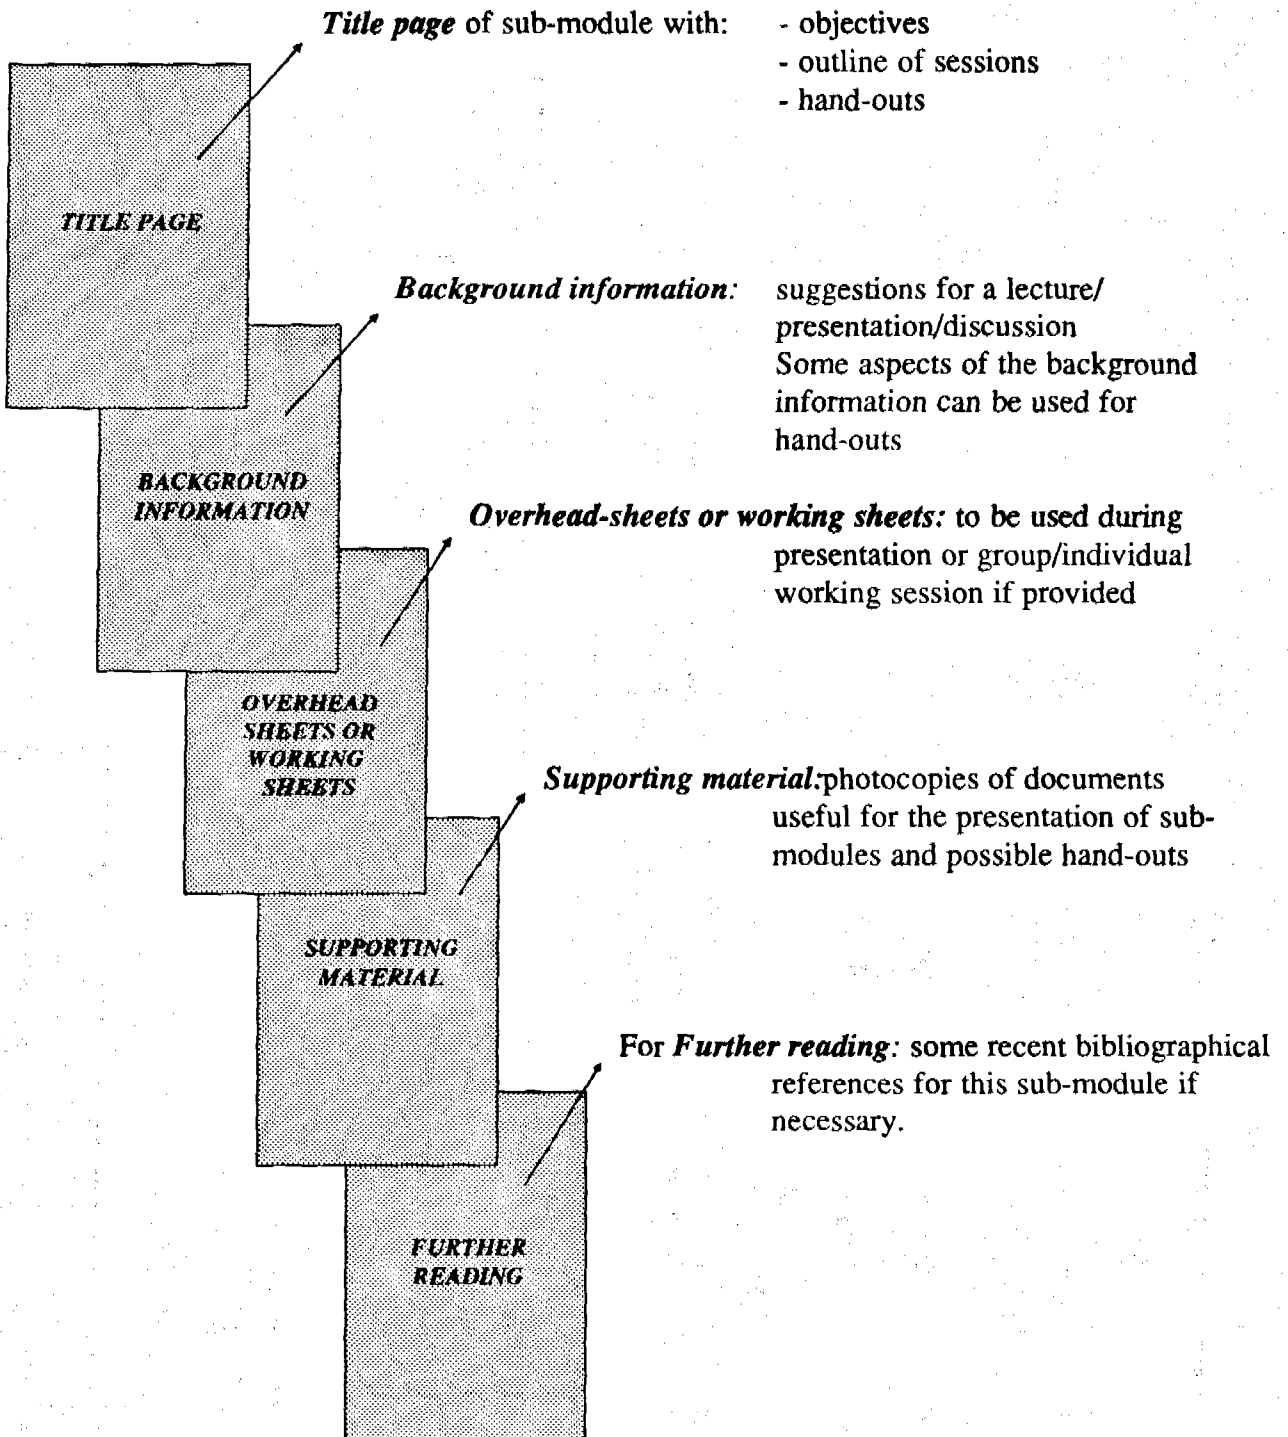 Title page of sub-module with: - objectives
- outline of sessions
- hand-outs
TITLE PAGE
Background information: suggestions for a lecture/
presentation/discussion
Some aspects of the background
information can be used for
hand-outs
BACKGROUND
INFORMATION
Overhead-sheets or working sheets: to be used during
presentation or group/individual
working session if provided
OVERHEAD
SHEETS OR
WORKING
SHEETS
Supporting material:photocopies of documents
useful for the presentation of sub-
modules and possible hand-outs
SUPPORTING
MATERIAL
For Further reading: some recent bibliographical
references for this sub-module if
necessary.
FURTHER
READING